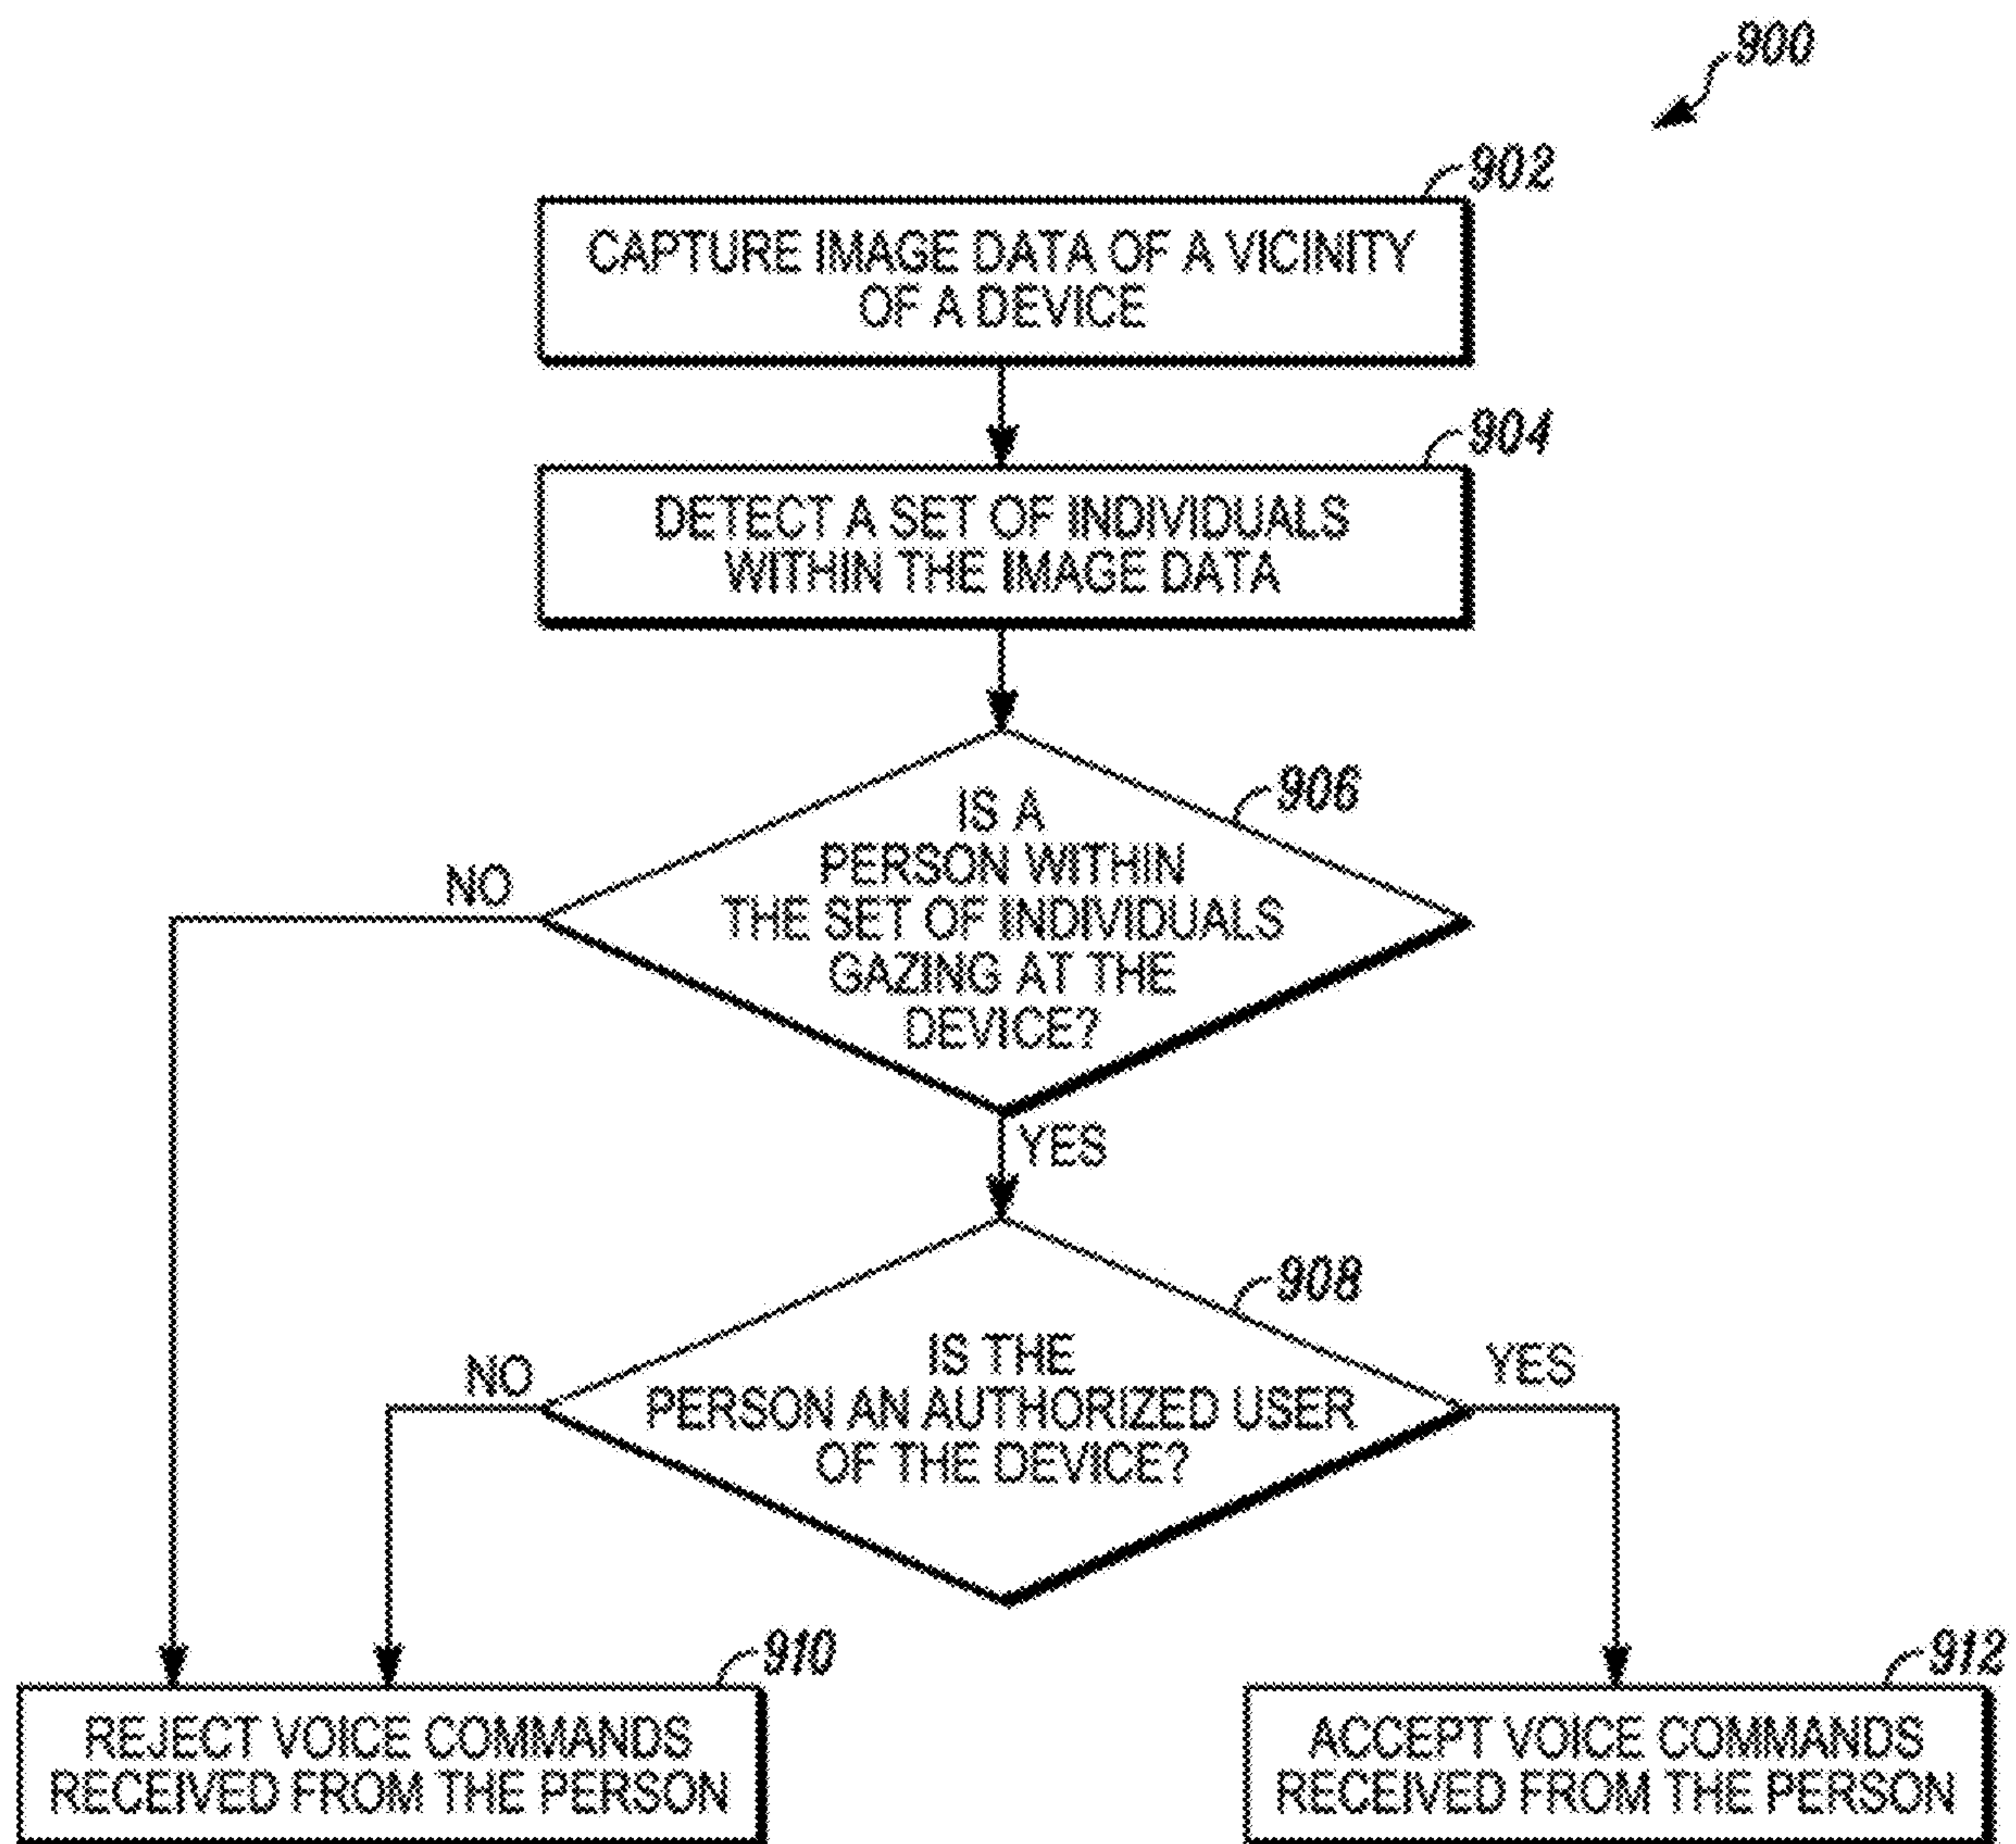 900
902
CAPTURE IMAGE DATA OF A VICINITY
OF A DEVICE
904
DETECT A SET OF INDIVIDUALS
WITHIN THE IMAGE DATA
906
IS A
PERSON WITHIN
THE SET OF INDIVIDUALS
GAZING AT THE
DEVICE?
NO
YES
908
IS THE
PERSON AN AUTHORIZED USER
OF THE DEVICE?
NO
YES
910
REJECT VOICE COMMANDS
RECEIVED FROM THE PERSON
912
ACCEPT VOICE COMMANDS
RECEIVED FROM THE PERSON